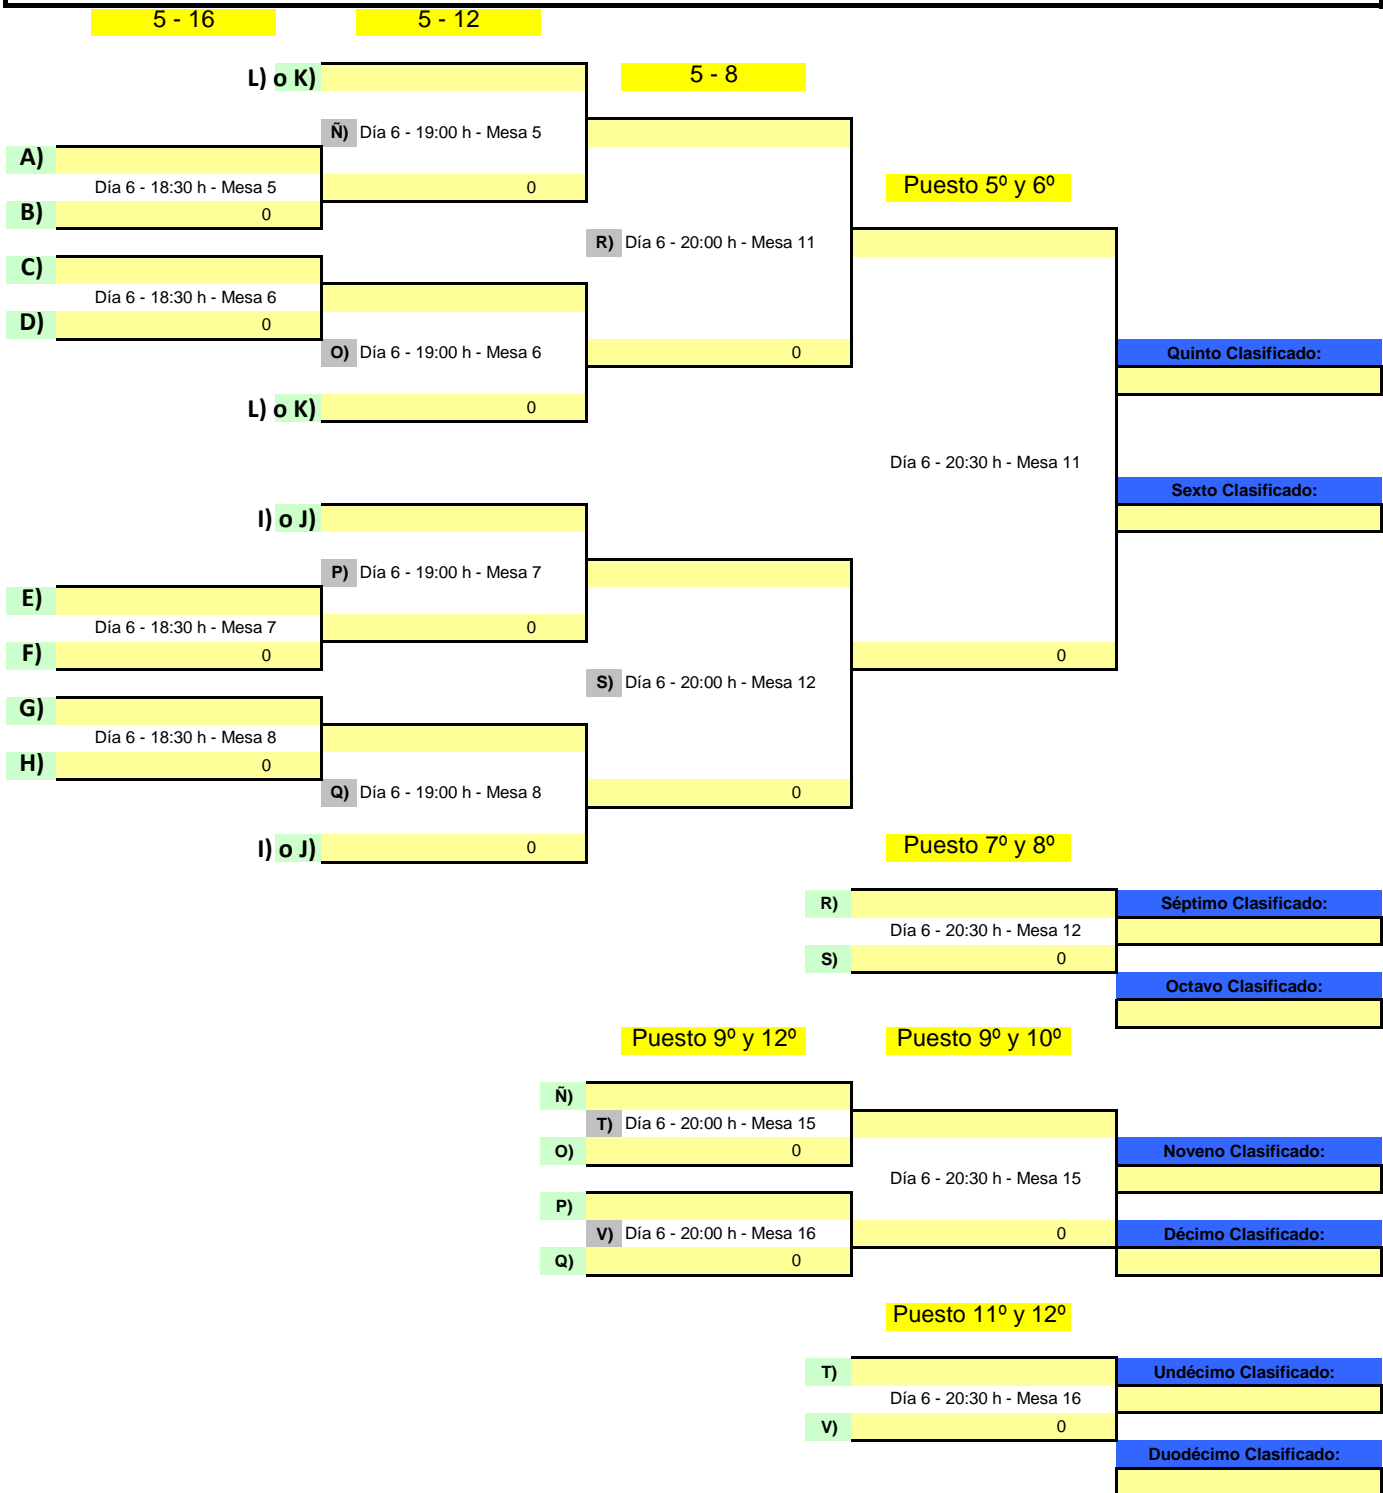 5 - 16
5 - 12
L) o K)
5 - 8
Ñ) Día 6 - 19:00 h - Mesa 5
A)
Día 6 - 18:30 h - Mesa 5
0
Puesto 5º y 6º
B)
0
R) Día 6 - 20:00 h - Mesa 11
C)
Día 6 - 18:30 h - Mesa 6
D)
0
O) Día 6 - 19:00 h - Mesa 6
0
Quinto Clasificado:
L) o K)
0
Día 6 - 20:30 h - Mesa 11
Sexto Clasificado:
I) o J)
P) Día 6 - 19:00 h - Mesa 7
E)
Día 6 - 18:30 h - Mesa 7
0
F)
0
0
S) Día 6 - 20:00 h - Mesa 12
G)
Día 6 - 18:30 h - Mesa 8
H)
0
Q) Día 6 - 19:00 h - Mesa 8
0
I) o J)
0
Puesto 7º y 8º
R)
Séptimo Clasificado:
Día 6 - 20:30 h - Mesa 12
S)
0
Octavo Clasificado:
Puesto 9º y 12º
Puesto 9º y 10º
Ñ)
T) Día 6 - 20:00 h - Mesa 15
O)
0
Noveno Clasificado:
Día 6 - 20:30 h - Mesa 15
P)
V) Día 6 - 20:00 h - Mesa 16
0
Décimo Clasificado:
Q)
0
Puesto 11º y 12º
T)
Undécimo Clasificado:
Día 6 - 20:30 h - Mesa 16
V)
0
Duodécimo Clasificado: